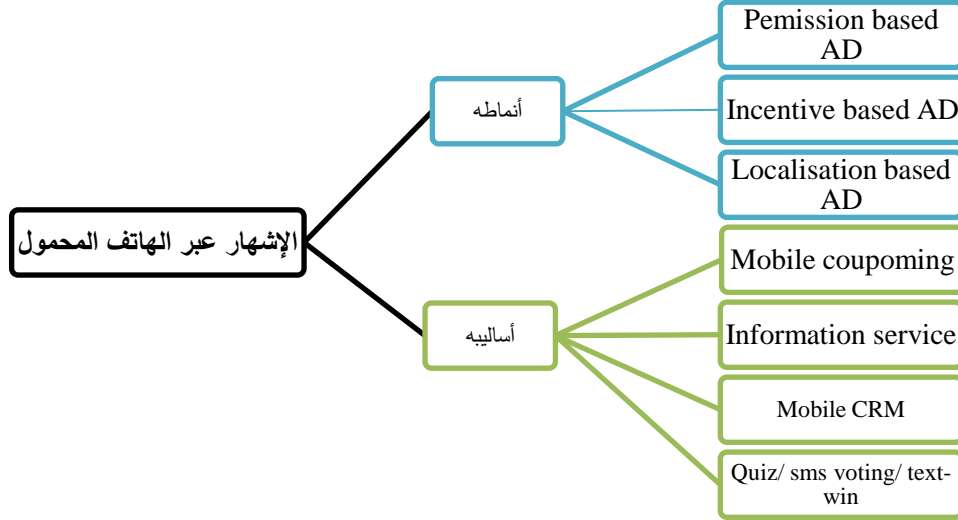 الإشهار عبر الهاتف المحمول
أنماطه
Pemission based
AD
Incentive based AD
Localisation based
AD
أساليبه
Mobile coupoming
Information service
Mobile CRM
Quiz/ sms voting/ text-
win